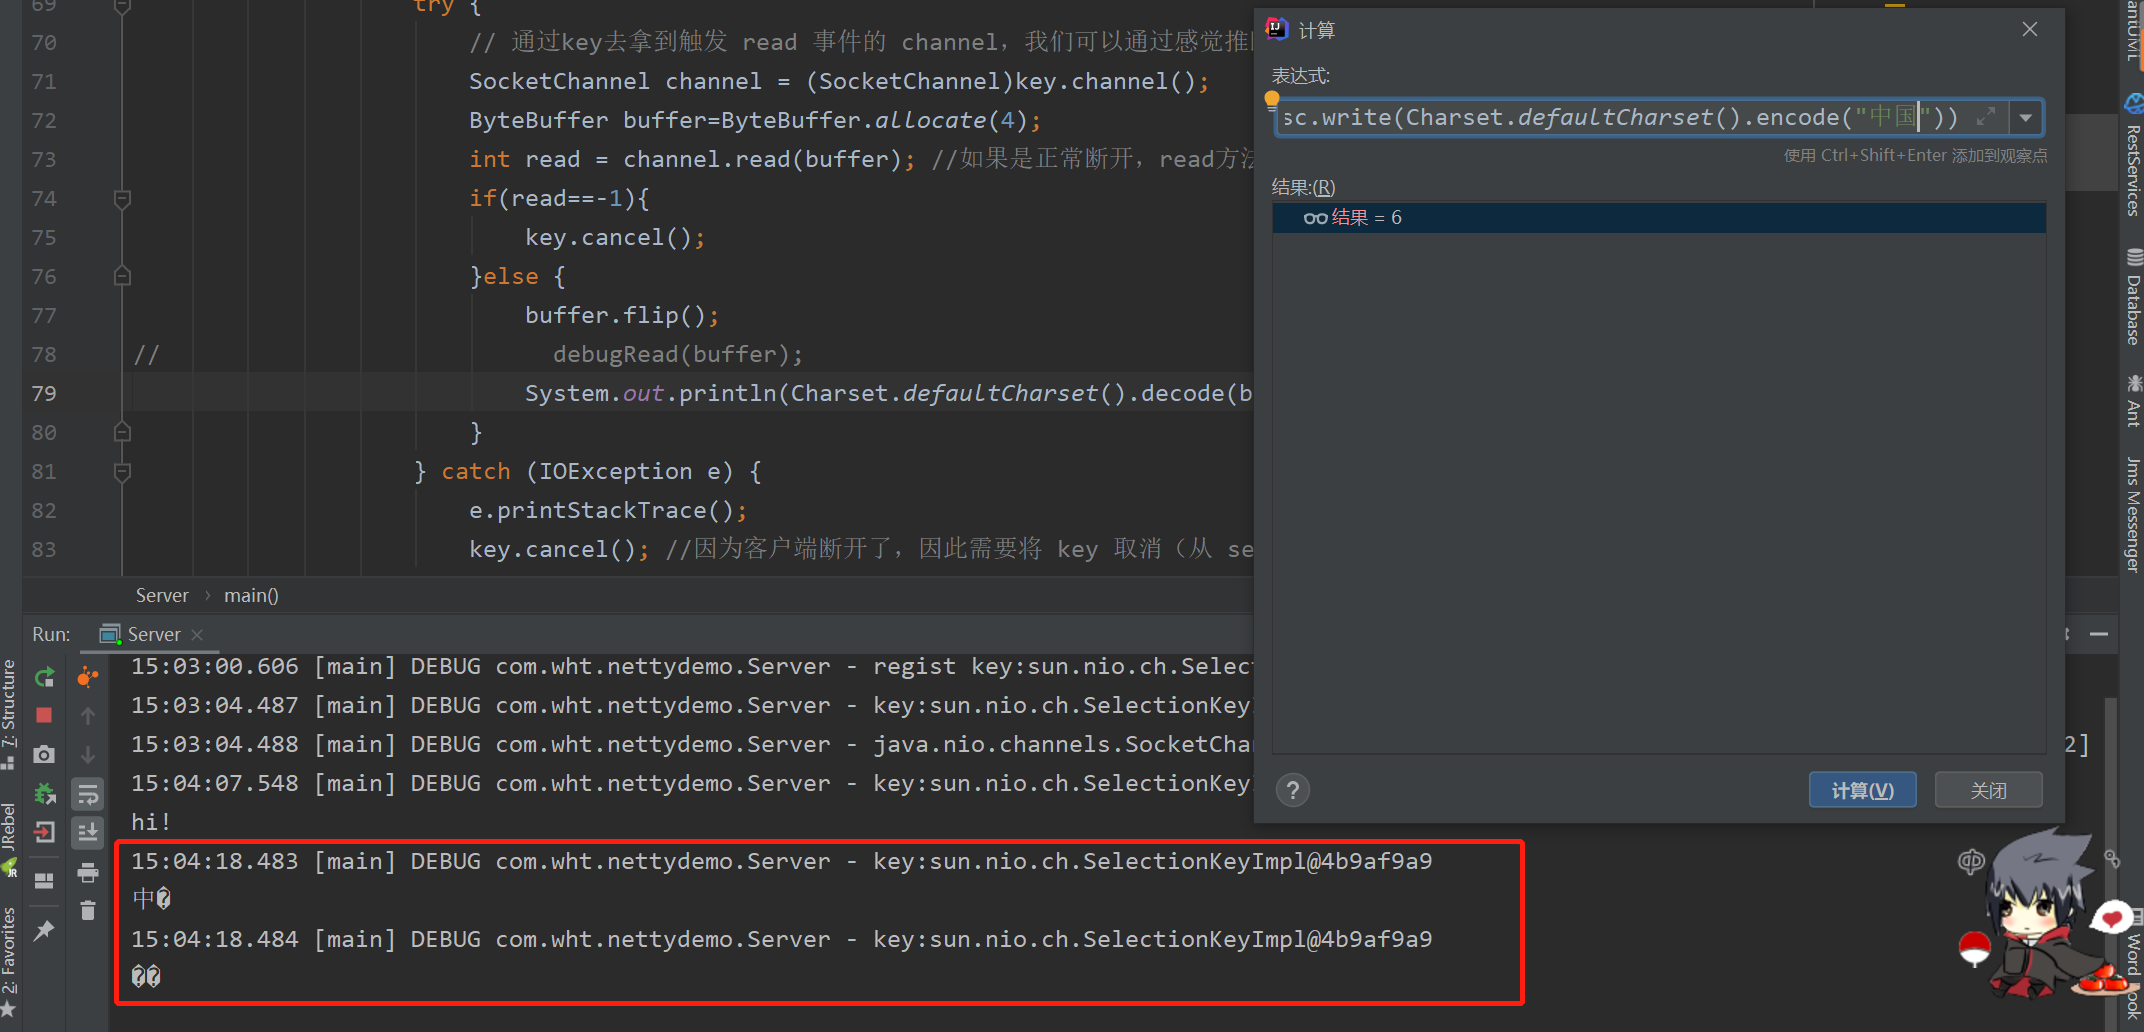 69 try {
70 // 通过key去拿到触发 read 事件的 channel，我们可以通过感觉推
71 SocketChannel channel = (SocketChannel)key.channel();
72 ByteBuffer buffer=ByteBuffer.allocate(4);
73 int read = channel.read(buffer); //如果是正常断开，read方法
74 if(read==-1){
75 key.cancel();
76 }else {
77 buffer.flip();
78 // debugRead(buffer);
79 System.out.println(Charset.defaultCharset().decode(b
80 }
81 } catch (IOException e) {
82 e.printStackTrace();
83 key.cancel(); //因为客户端断开了，因此需要将 key 取消（从 se
Server › main()
计算
表达式:
sc.write(Charset.defaultCharset().encode("中国"))
使用 Ctrl+Shift+Enter 添加到观察点
结果:(R)
结果 = 6
?
计算(V)
关闭
Run: Server
15:03:00.606 [main] DEBUG com.wht.nettydemo.Server - regist key:sun.nio.ch.Selec
15:03:04.487 [main] DEBUG com.wht.nettydemo.Server - key:sun.nio.ch.SelectionKey
15:03:04.488 [main] DEBUG com.wht.nettydemo.Server - java.nio.channels.SocketCha 2]
15:04:07.548 [main] DEBUG com.wht.nettydemo.Server - key:sun.nio.ch.SelectionKey
hi!
15:04:18.483 [main] DEBUG com.wht.nettydemo.Server - key:sun.nio.ch.SelectionKeyImpl@4b9af9a9
中�
15:04:18.484 [main] DEBUG com.wht.nettydemo.Server - key:sun.nio.ch.SelectionKeyImpl@4b9af9a9
��
7: Structure
JRebel
2: Favorites
antUML
RestServices
Database
Ant
Jms Messenger
Word Book